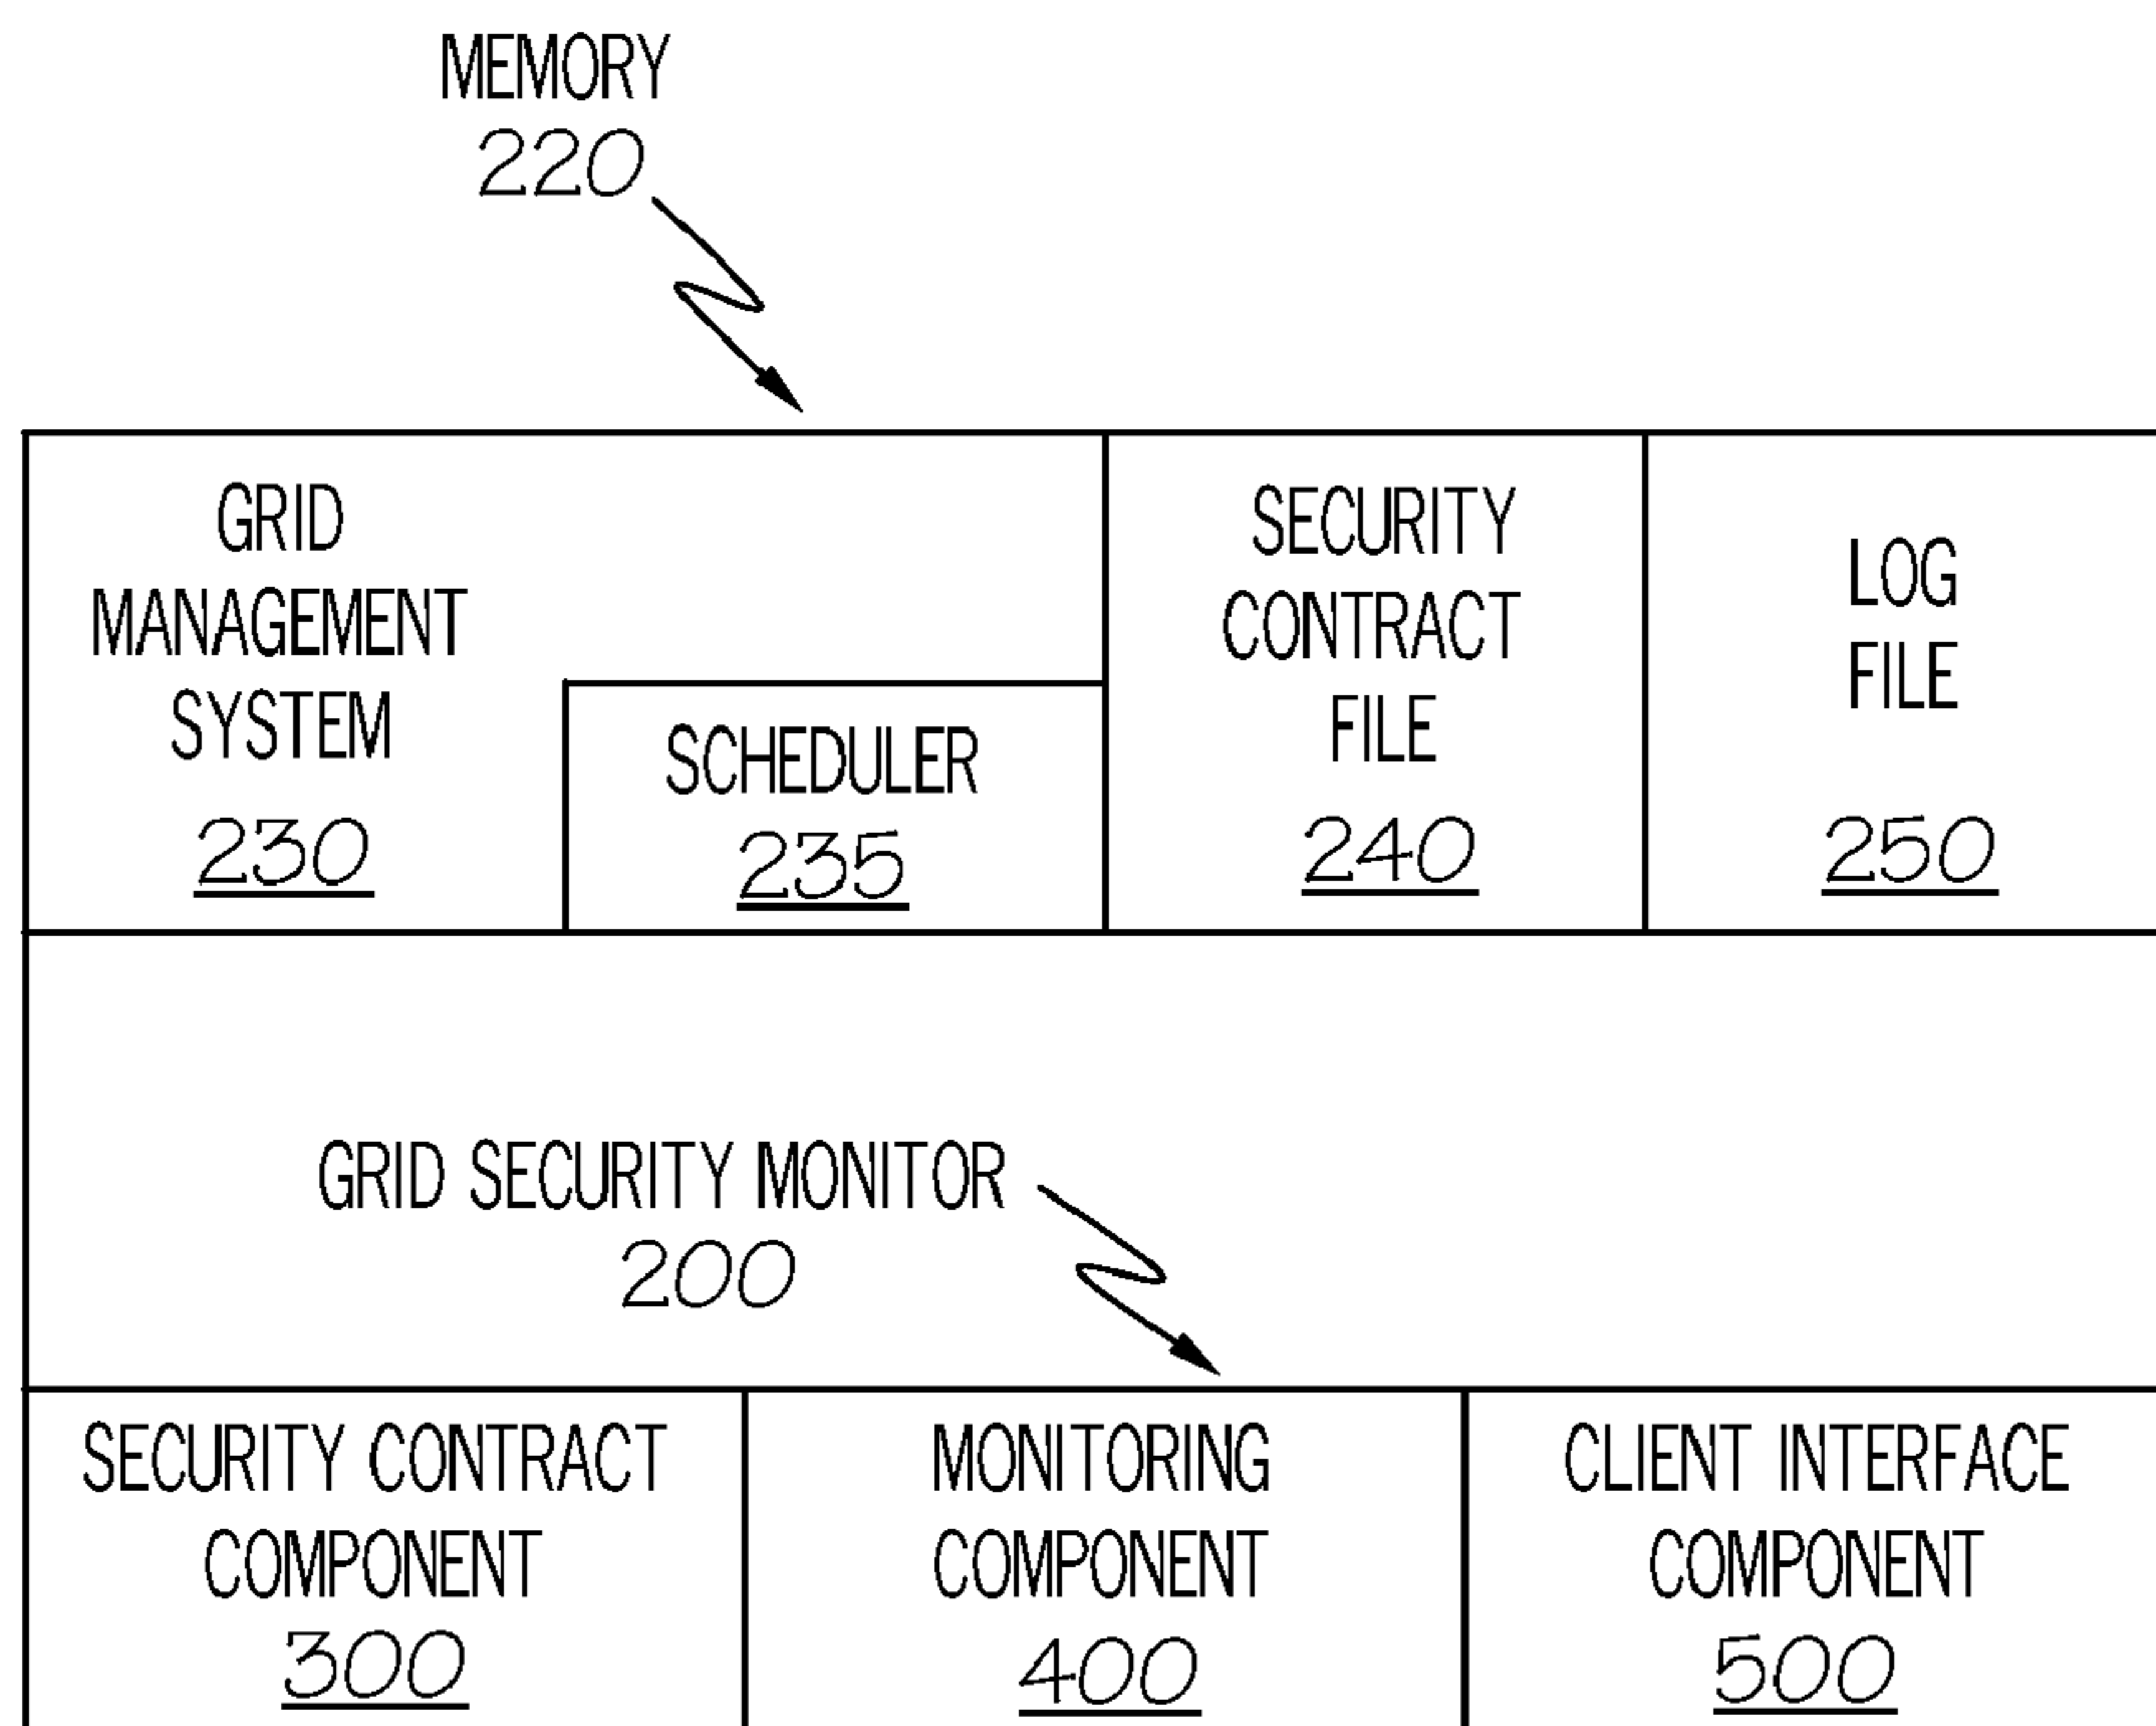 MEMORY
220
GRID
MANAGEMENT
SYSTEM
230
SCHEDULER
235
SECURITY
CONTRACT
FILE
240
LOG
FILE
250
GRID SECURITY MONITOR
200
SECURITY CONTRACT
COMPONENT
300
MONITORING
COMPONENT
400
CLIENT INTERFACE
COMPONENT
500